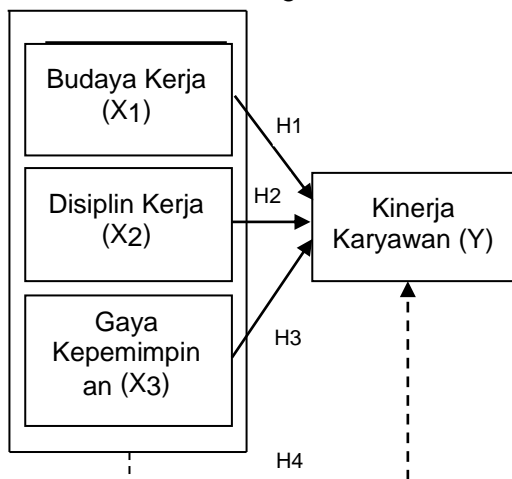 Budaya Kerja
(X1)
H1
Disiplin Kerja
(X2)
H2
Kinerja
Karyawan (Y)
Gaya
Kepemimpin
an (X3)
H3
H4